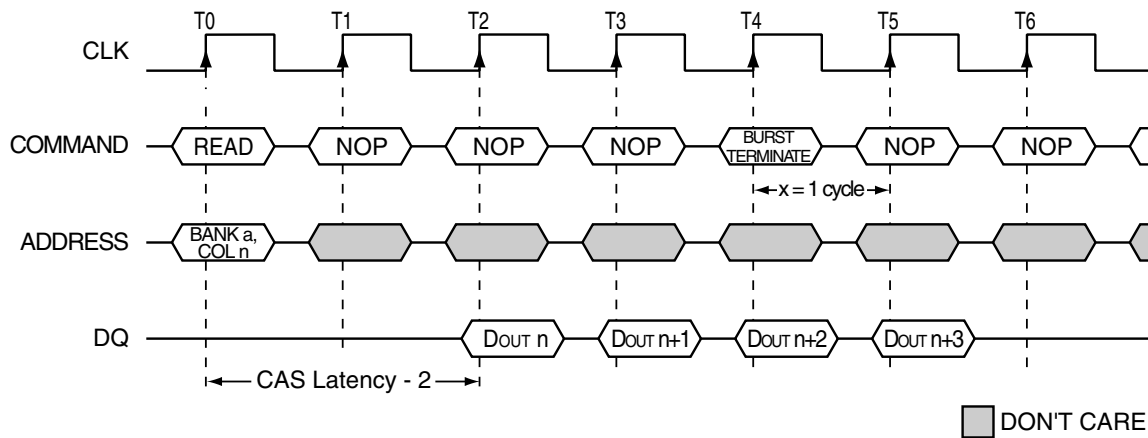 T0 T1 T2 T3 T4 T5 T6
CLK
COMMAND READ NOP NOP NOP BURST TERMINATE NOP NOP
x = 1 cycle
ADDRESS BANK a, COL n
DQ DOUT n DOUT n+1 DOUT n+2 DOUT n+3
CAS Latency - 2
DON'T CARE